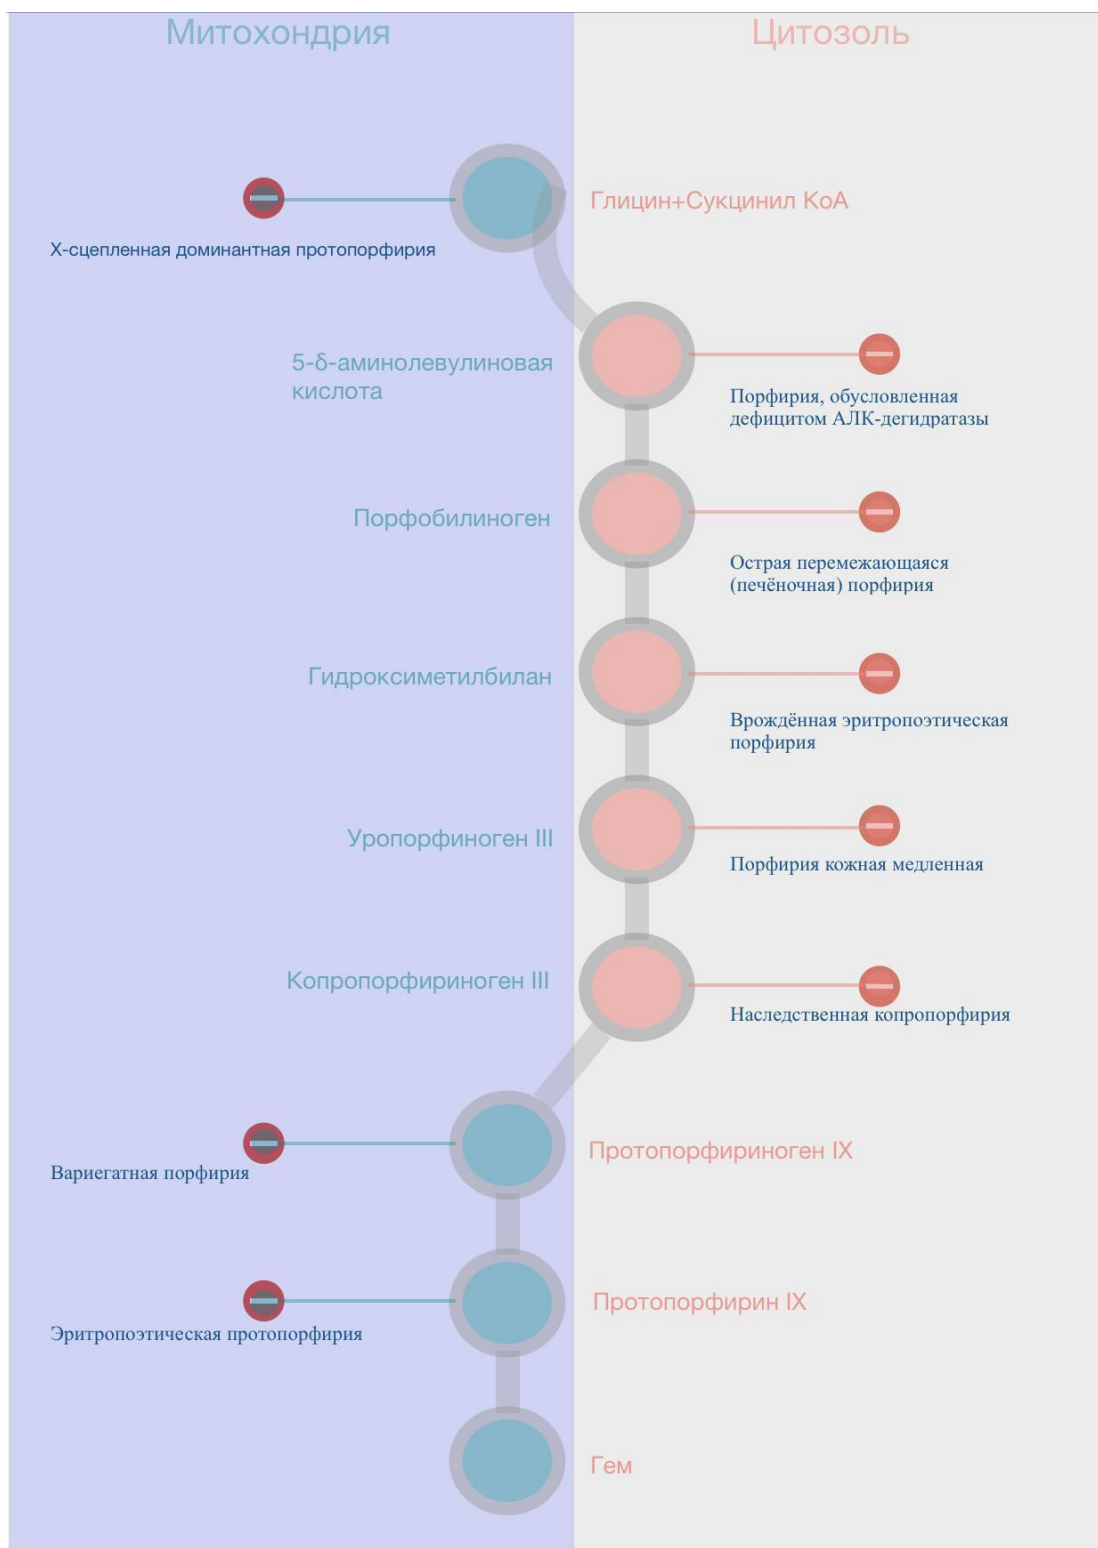 Митохондрия
Цитозоль
Глицин+Сукцинил КоА
Х-сцепленная доминантная протопорфирия
5-δ-аминолевулиновая
кислота
Порфирия, обусловленная
дефицитом АЛК-дегидратазы
Порфобилиноген
Острая перемежающаяся
(печёночная) порфирия
Гидроксиметилбилан
Врождённая эритропоэтическая
порфирия
Уропорфиноген III
Порфирия кожная медленная
Копропорфириноген III
Наследственная копропорфирия
Протопорфириноген IX
Вариегатная порфирия
Протопорфирин IX
Эритропоэтическая протопорфирия
Гем